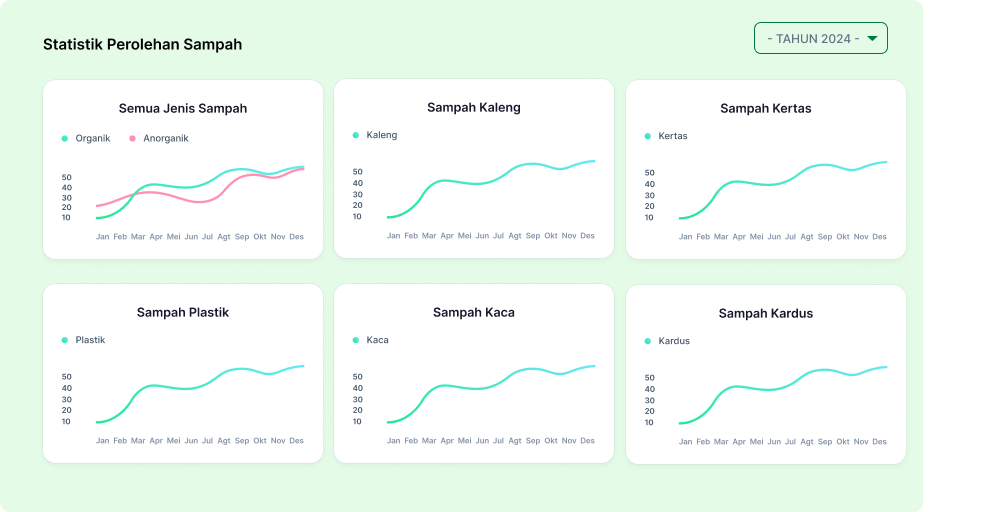 Statistik Perolehan Sampah
- TAHUN 2024 -
Semua Jenis Sampah
Organik Anorganik
50
40
30
20
10
Jan Feb Mar Apr Mei Jun Jul Agt Sep Okt Nov Des
Sampah Kaleng
Kaleng
50
40
30
20
10
Jan Feb Mar Apr Mei Jun Jul Agt Sep Okt Nov Des
Sampah Kertas
Kertas
50
40
30
20
10
Jan Feb Mar Apr Mei Jun Jul Agt Sep Okt Nov Des
Sampah Plastik
Plastik
50
40
30
20
10
Jan Feb Mar Apr Mei Jun Jul Agt Sep Okt Nov Des
Sampah Kaca
Kaca
50
40
30
20
10
Jan Feb Mar Apr Mei Jun Jul Agt Sep Okt Nov Des
Sampah Kardus
Kardus
50
40
30
20
10
Jan Feb Mar Apr Mei Jun Jul Agt Sep Okt Nov Des